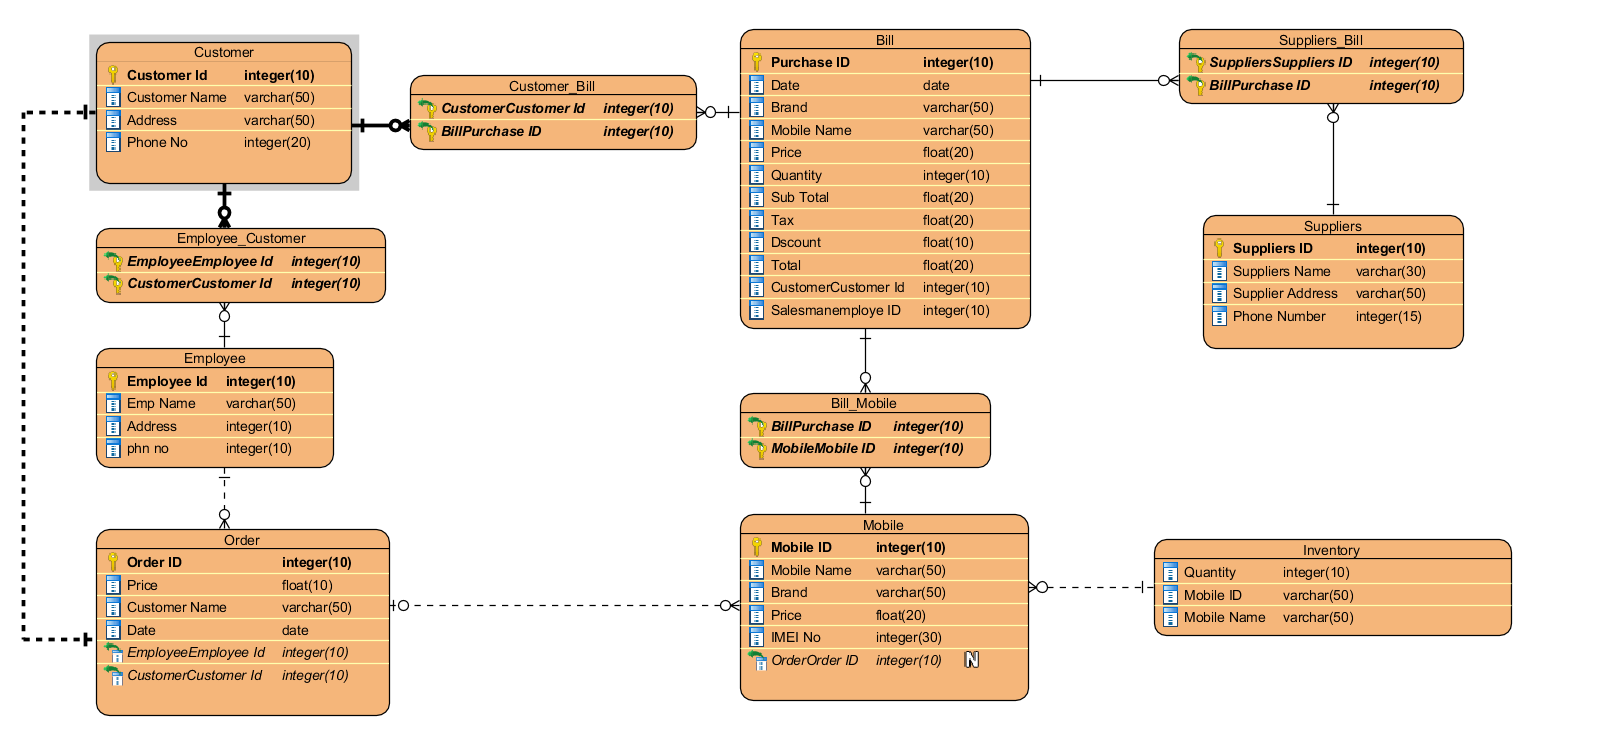 Customer
Customer Id integer(10)
Customer Name varchar(50)
Address varchar(50)
Phone No integer(20)
Customer_Bill
CustomerCustomer Id integer(10)
BillPurchase ID integer(10)
Bill
Purchase ID integer(10)
Date date
Brand varchar(50)
Mobile Name varchar(50)
Price float(20)
Quantity integer(10)
Sub Total float(20)
Tax float(20)
Dscount float(10)
Total float(20)
CustomerCustomer Id integer(10)
Salesmanemploye ID integer(10)
Suppliers_Bill
SuppliersSuppliers ID integer(10)
BillPurchase ID integer(10)
Suppliers
Suppliers ID integer(10)
Suppliers Name varchar(30)
Supplier Address varchar(50)
Phone Number integer(15)
Employee_Customer
EmployeeEmployee Id integer(10)
CustomerCustomer Id integer(10)
Employee
Employee Id integer(10)
Emp Name varchar(50)
Address integer(10)
phn no integer(10)
Bill_Mobile
BillPurchase ID integer(10)
MobileMobile ID integer(10)
Order
Order ID integer(10)
Price float(10)
Customer Name varchar(50)
Date date
EmployeeEmployee Id integer(10)
CustomerCustomer Id integer(10)
Mobile
Mobile ID integer(10)
Mobile Name varchar(50)
Brand varchar(50)
Price float(20)
IMEI No integer(30)
OrderOrder ID integer(10) N
Inventory
Quantity integer(10)
Mobile ID varchar(50)
Mobile Name varchar(50)